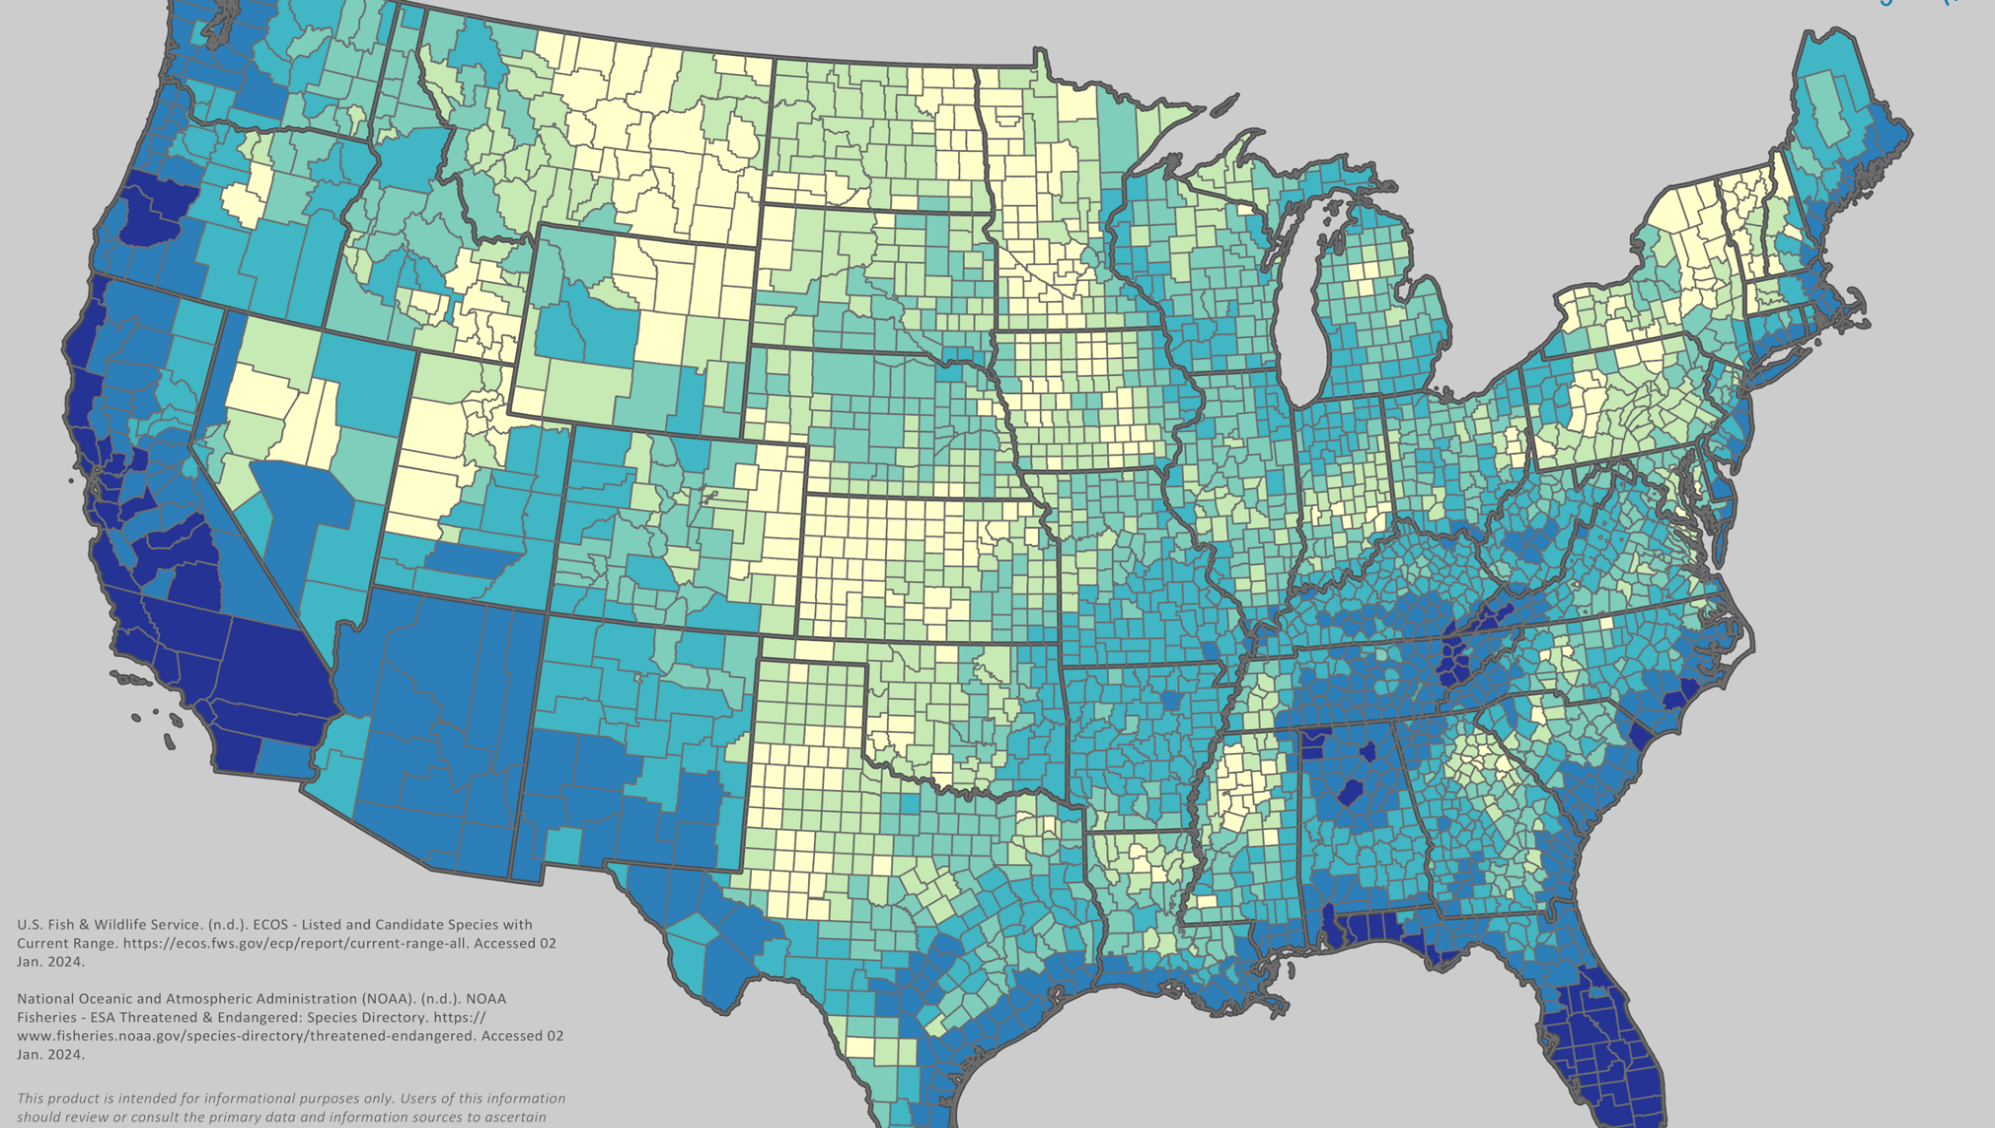 U.S. Fish & Wildlife Service. (n.d.). ECOS - Listed and Candidate Species with
Current Range. https://ecos.fws.gov/ecp/report/current-range-all. Accessed 02
Jan. 2024.
National Oceanic and Atmospheric Administration (NOAA). (n.d.). NOAA
Fisheries - ESA Threatened & Endangered: Species Directory. https://
www.fisheries.noaa.gov/species-directory/threatened-endangered. Accessed 02
Jan. 2024.
This product is intended for informational purposes only. Users of this information
should review or consult the primary data and information sources to ascertain